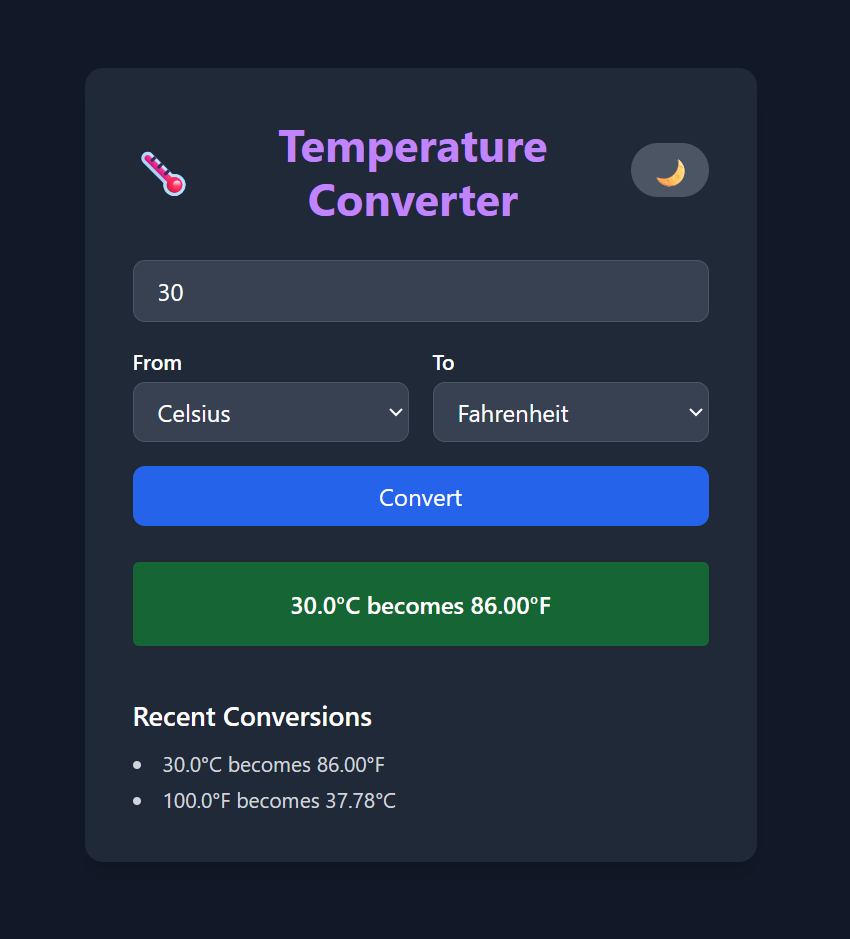 Temperature
Converter
30
From
To
Celsius
Fahrenheit
Convert
30.0°C becomes 86.00°F
Recent Conversions
30.0°C becomes 86.00°F
100.0°F becomes 37.78°C